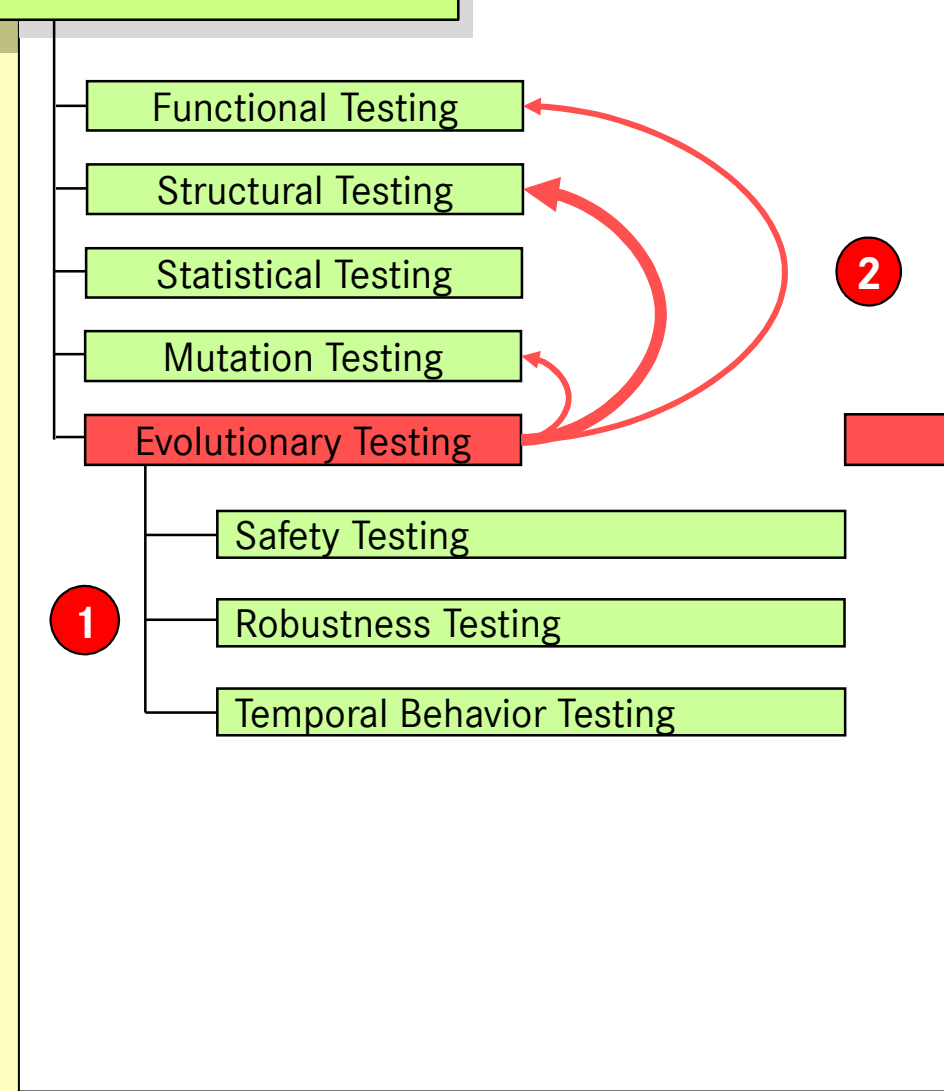 Functional Testing
Structural Testing
2
Statistical Testing
Mutation Testing
Evolutionary Testing
Safety Testing
1
Robustness Testing
Temporal Behavior Testing